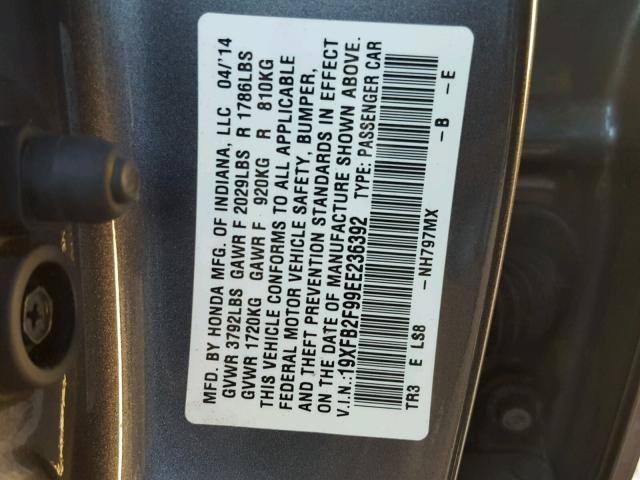 MFD. BY HONDA MFG. OF INDIANA, LLC 04/'14
GVWR 3792LBS GAWR F 2029LBS R 1786LBS
GVWR 1720KG GAWR F 920KG R 810KG
THIS VEHICLE CONFORMS TO ALL APPLICABLE
FEDERAL MOTOR VEHICLE SAFETY, BUMPER,
AND THEFT PREVENTION STANDARDS IN EFFECT
ON THE DATE OF MANUFACTURE SHOWN ABOVE.
V.I.N.:19XFB2F99EE236392 TYPE: PASSENGER CAR
TR3 E LS8 -NH797MX -B -E